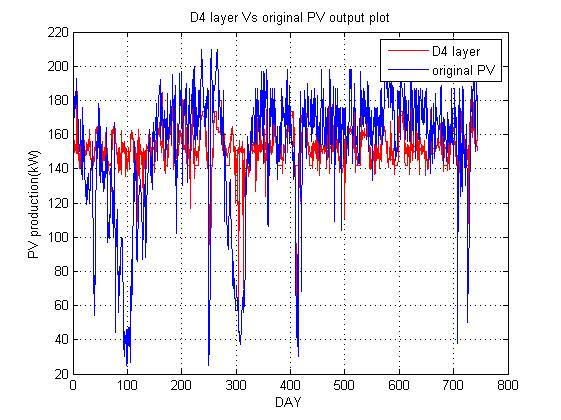 D4 layer Vs original PV output plot
220
200
180
160
140
120
100
80
60
40
20
PV production(kW)
D4 layer
original PV
0 100 200 300 400 500 600 700 800
DAY